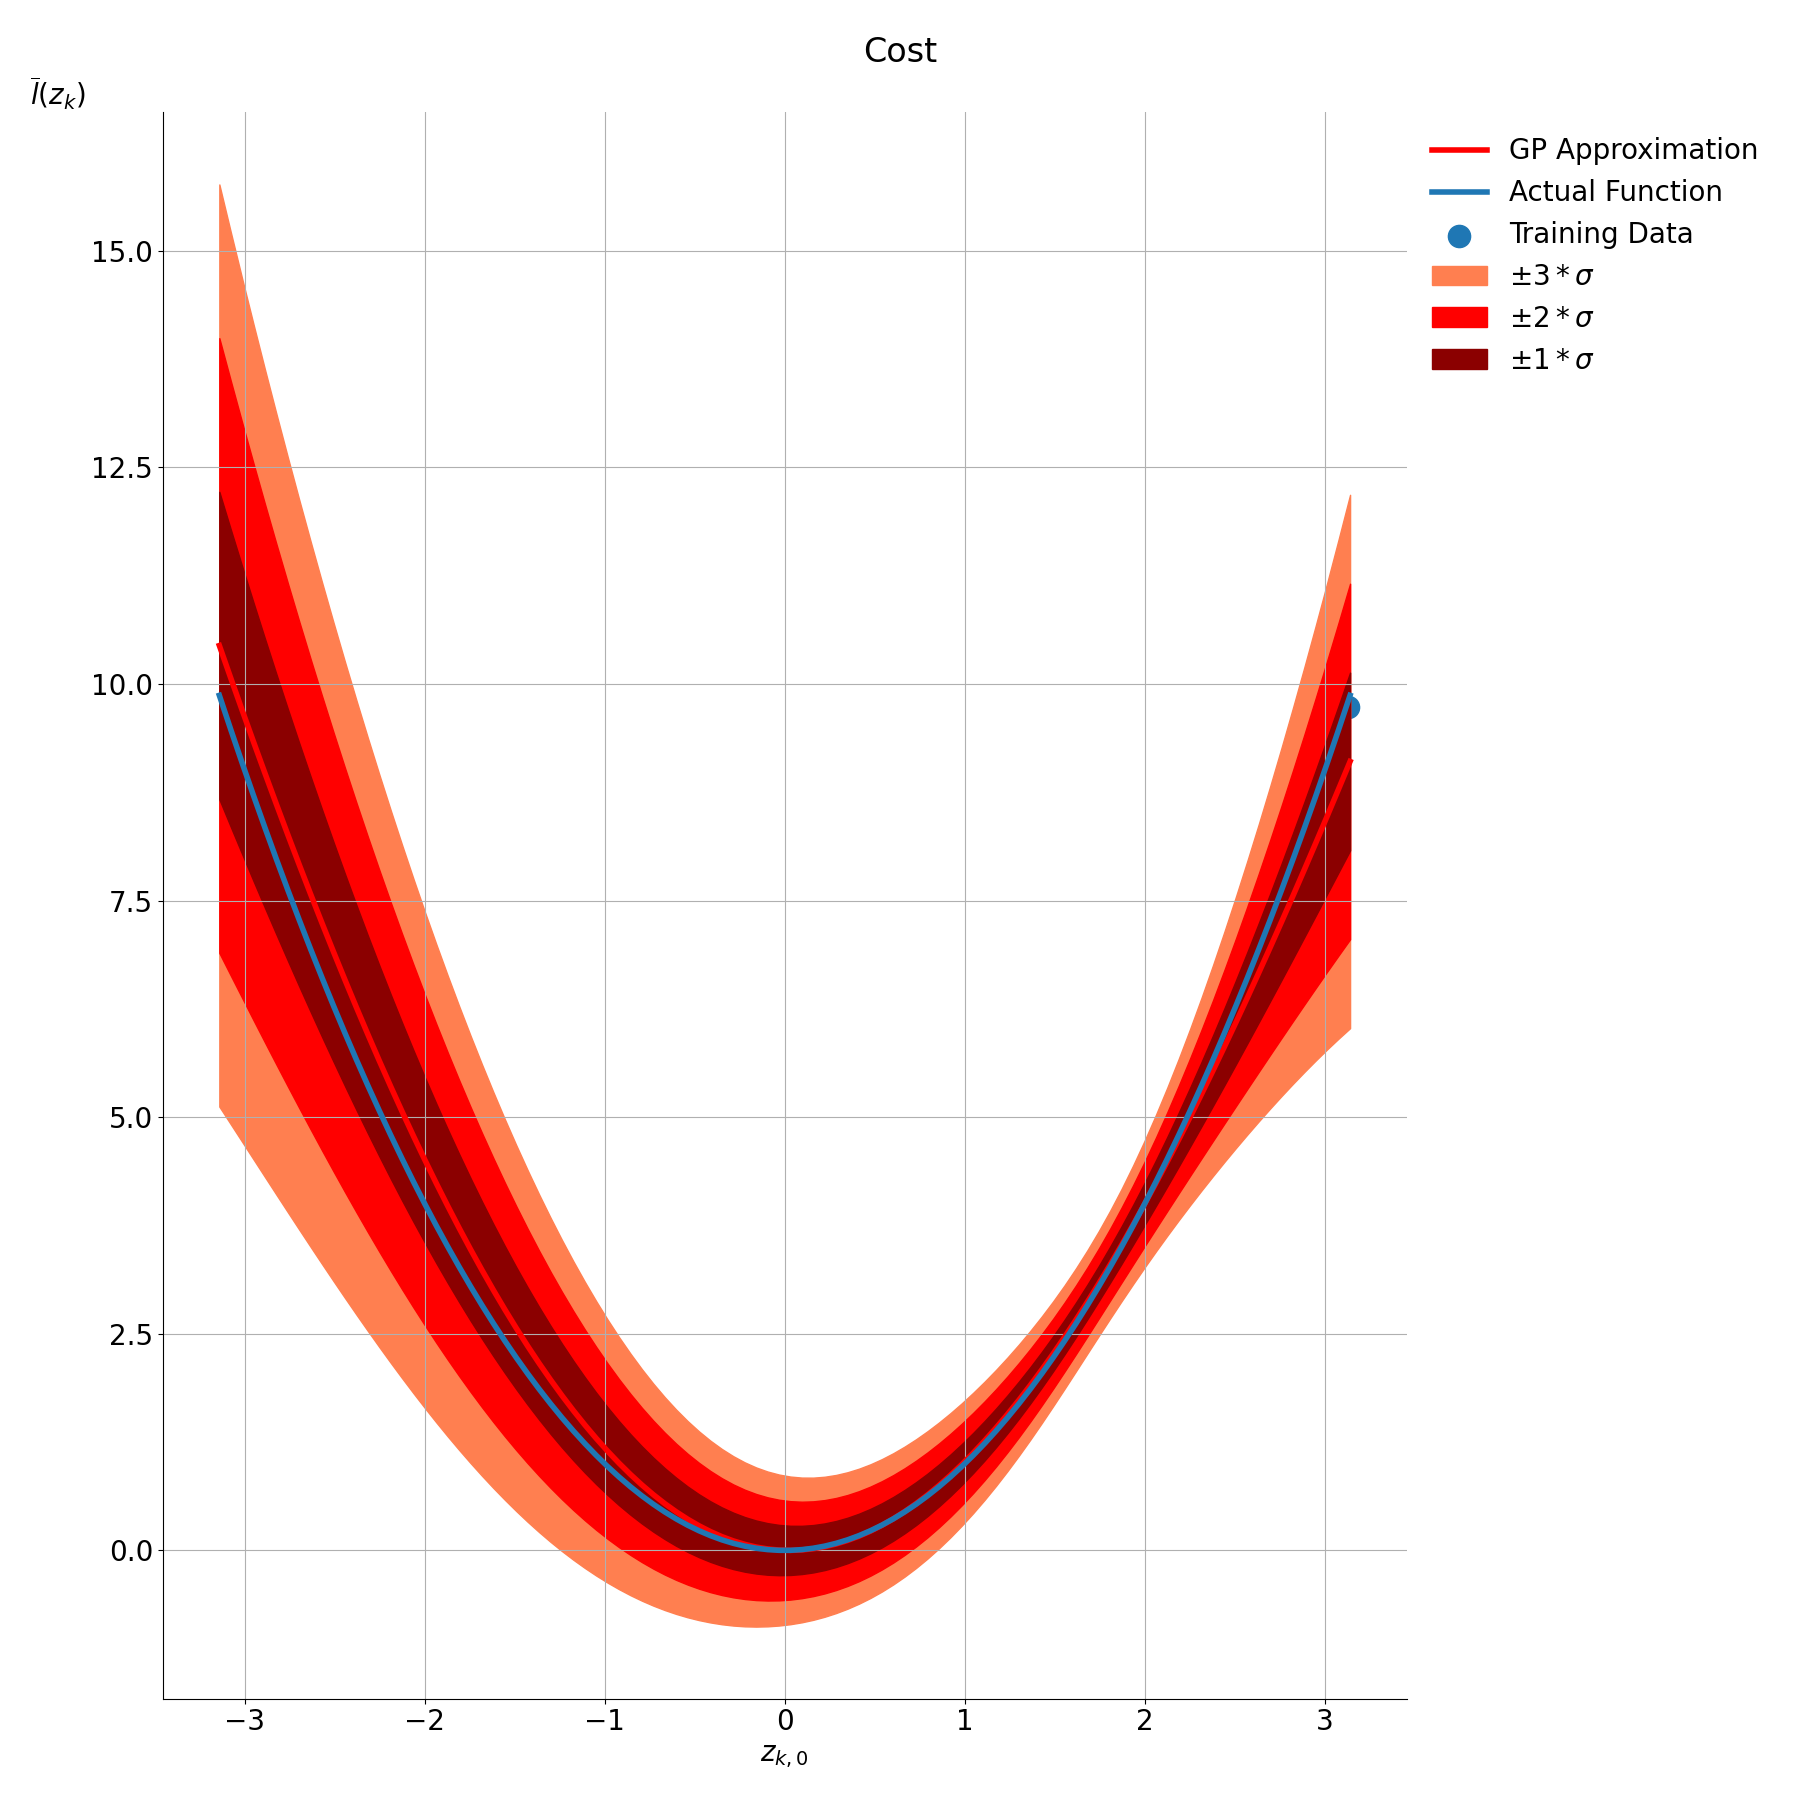 Cost
l̄(z_k)
GP Approximation
Actual Function
Training Data
±3 * σ
±2 * σ
±1 * σ
15.0
12.5
10.0
7.5
5.0
2.5
0.0
−3 −2 −1 0 1 2 3
z_{k,0}